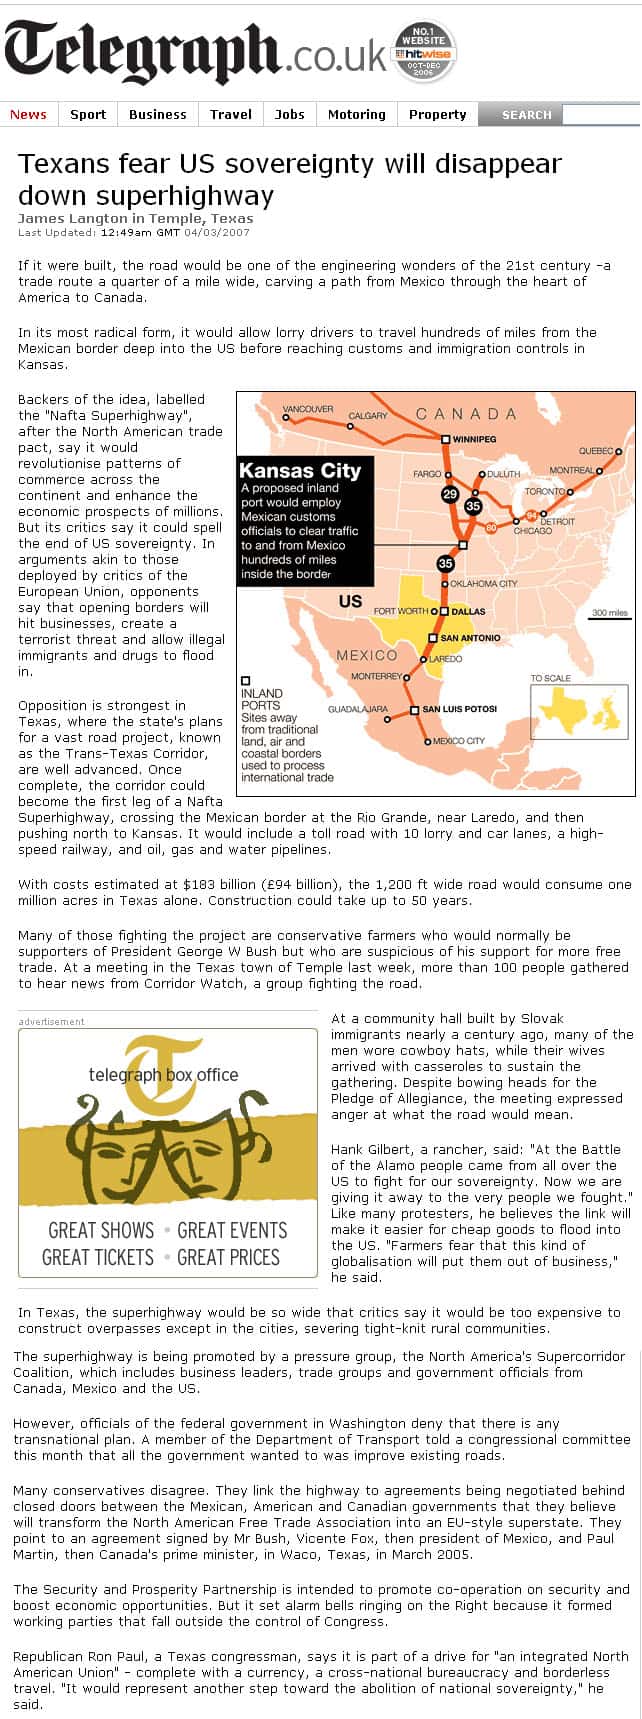 Telegraph.co.uk
NO.1
WEBSITE
hitwise
OCT-DEC
2006
News Sport Business Travel Jobs Motoring Property SEARCH
Texans fear US sovereignty will disappear
down superhighway
James Langton in Temple, Texas
Last Updated: 12:49am GMT 04/03/2007
If it were built, the road would be one of the engineering wonders of the 21st century –a
trade route a quarter of a mile wide, carving a path from Mexico through the heart of
America to Canada.
In its most radical form, it would allow lorry drivers to travel hundreds of miles from the
Mexican border deep into the US before reaching customs and immigration controls in
Kansas.
Backers of the idea, labelled
the "Nafta Superhighway",
after the North American trade
pact, say it would
revolutionise patterns of
commerce across the
continent and enhance the
economic prospects of millions.
But its critics say it could spell
the end of US sovereignty. In
arguments akin to those
deployed by critics of the
European Union, opponents
say that opening borders will
hit businesses, create a
terrorist threat and allow illegal
immigrants and drugs to flood
in.
VANCOUVER
CALGARY
CANADA
WINNIPEG
QUEBEC
FARGO
DULUTH
MONTREAL
TORONTO
29
35
94
80
DETROIT
CHICAGO
Kansas City
A proposed inland
port would employ
Mexican customs
officials to clear traffic
to and from Mexico
hundreds of miles
inside the border
35
OKLAHOMA CITY
US
FORT WORTH
DALLAS
300 miles
SAN ANTONIO
MEXICO
LAREDO
MONTERREY
TO SCALE
GUADALAJARA
SAN LUIS POTOSI
MEXICO CITY
INLAND
PORTS
Sites away
from traditional
land, air and
coastal borders
used to process
international trade
Opposition is strongest in
Texas, where the state's plans
for a vast road project, known
as the Trans-Texas Corridor,
are well advanced. Once
complete, the corridor could
become the first leg of a Nafta
Superhighway, crossing the Mexican border at the Rio Grande, near Laredo, and then
pushing north to Kansas. It would include a toll road with 10 lorry and car lanes, a high-
speed railway, and oil, gas and water pipelines.
With costs estimated at $183 billion (£94 billion), the 1,200 ft wide road would consume one
million acres in Texas alone. Construction could take up to 50 years.
Many of those fighting the project are conservative farmers who would normally be
supporters of President George W Bush but who are suspicious of his support for more free
trade. At a meeting in the Texas town of Temple last week, more than 100 people gathered
to hear news from Corridor Watch, a group fighting the road.
advertisement
T
telegraph box office
GREAT SHOWS • GREAT EVENTS
GREAT TICKETS • GREAT PRICES
At a community hall built by Slovak
immigrants nearly a century ago, many of the
men wore cowboy hats, while their wives
arrived with casseroles to sustain the
gathering. Despite bowing heads for the
Pledge of Allegiance, the meeting expressed
anger at what the road would mean.
Hank Gilbert, a rancher, said: "At the Battle
of the Alamo people came from all over the
US to fight for our sovereignty. Now we are
giving it away to the very people we fought."
Like many protesters, he believes the link will
make it easier for cheap goods to flood into
the US. "Farmers fear that this kind of
globalisation will put them out of business,"
he said.
In Texas, the superhighway would be so wide that critics say it would be too expensive to
construct overpasses except in the cities, severing tight-knit rural communities.
The superhighway is being promoted by a pressure group, the North America's Supercorridor
Coalition, which includes business leaders, trade groups and government officials from
Canada, Mexico and the US.
However, officials of the federal government in Washington deny that there is any
transnational plan. A member of the Department of Transport told a congressional committee
this month that all the government wanted to was improve existing roads.
Many conservatives disagree. They link the highway to agreements being negotiated behind
closed doors between the Mexican, American and Canadian governments that they believe
will transform the North American Free Trade Association into an EU-style superstate. They
point to an agreement signed by Mr Bush, Vicente Fox, then president of Mexico, and Paul
Martin, then Canada's prime minister, in Waco, Texas, in March 2005.
The Security and Prosperity Partnership is intended to promote co-operation on security and
boost economic opportunities. But it set alarm bells ringing on the Right because it formed
working parties that fall outside the control of Congress.
Republican Ron Paul, a Texas congressman, says it is part of a drive for "an integrated North
American Union" - complete with a currency, a cross-national bureaucracy and borderless
travel. "It would represent another step toward the abolition of national sovereignty," he
said.